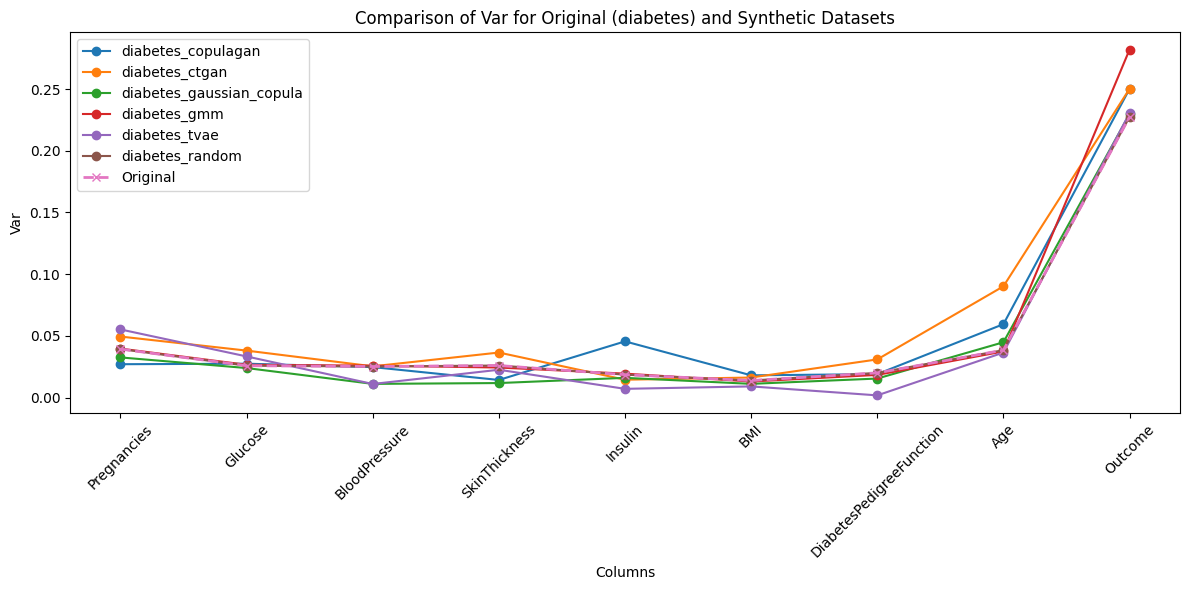 Comparison of Var for Original (diabetes) and Synthetic Datasets
diabetes_copulagan
diabetes_ctgan
diabetes_gaussian_copula
diabetes_gmm
diabetes_tvae
diabetes_random
Original
Var
0.25
0.20
0.15
0.10
0.05
0.00
Pregnancies
Glucose
BloodPressure
SkinThickness
Insulin
BMI
DiabetesPedigreeFunction
Age
Outcome
Columns